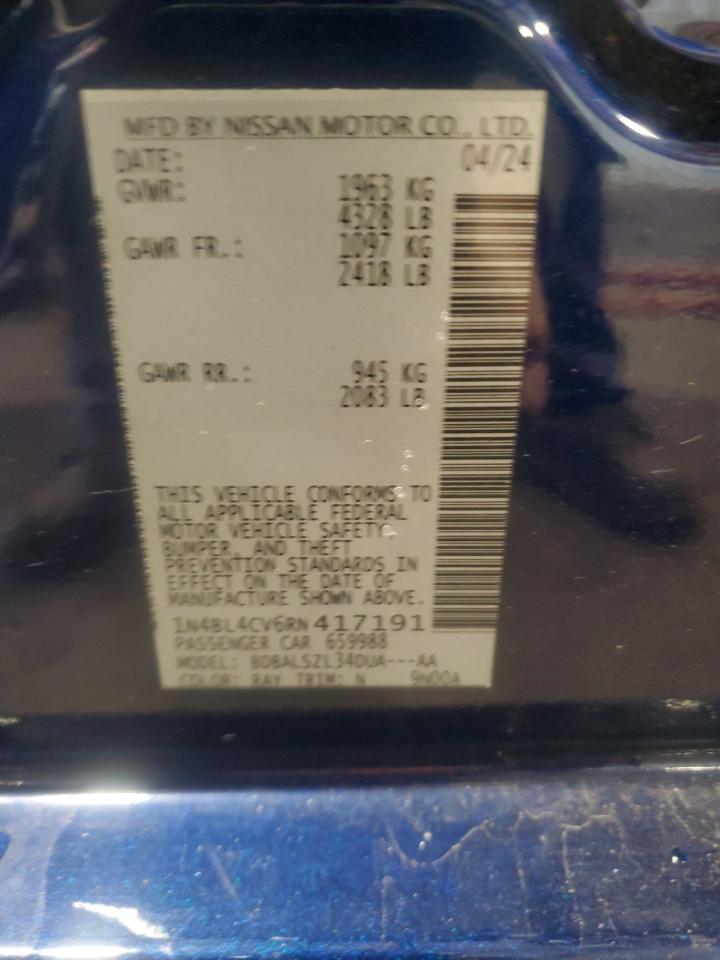 MFD BY NISSAN MOTOR CO., LTD.
DATE: 04/24
GVWR: 1963 KG
4328 LB
GAWR FR.: 1097 KG
2418 LB
GAWR RR.: 945 KG
2083 LB
THIS VEHICLE CONFORMS TO
ALL APPLICABLE FEDERAL
MOTOR VEHICLE SAFETY,
BUMPER, AND THEFT
PREVENTION STANDARDS IN
EFFECT ON THE DATE OF
MANUFACTURE SHOWN ABOVE.
1N4BL4CV6RN417191
PASSENGER CAR 659988
MODEL: BDBALSZL34DUA---AA
COLOR: RAY TRIM: N 9N00A